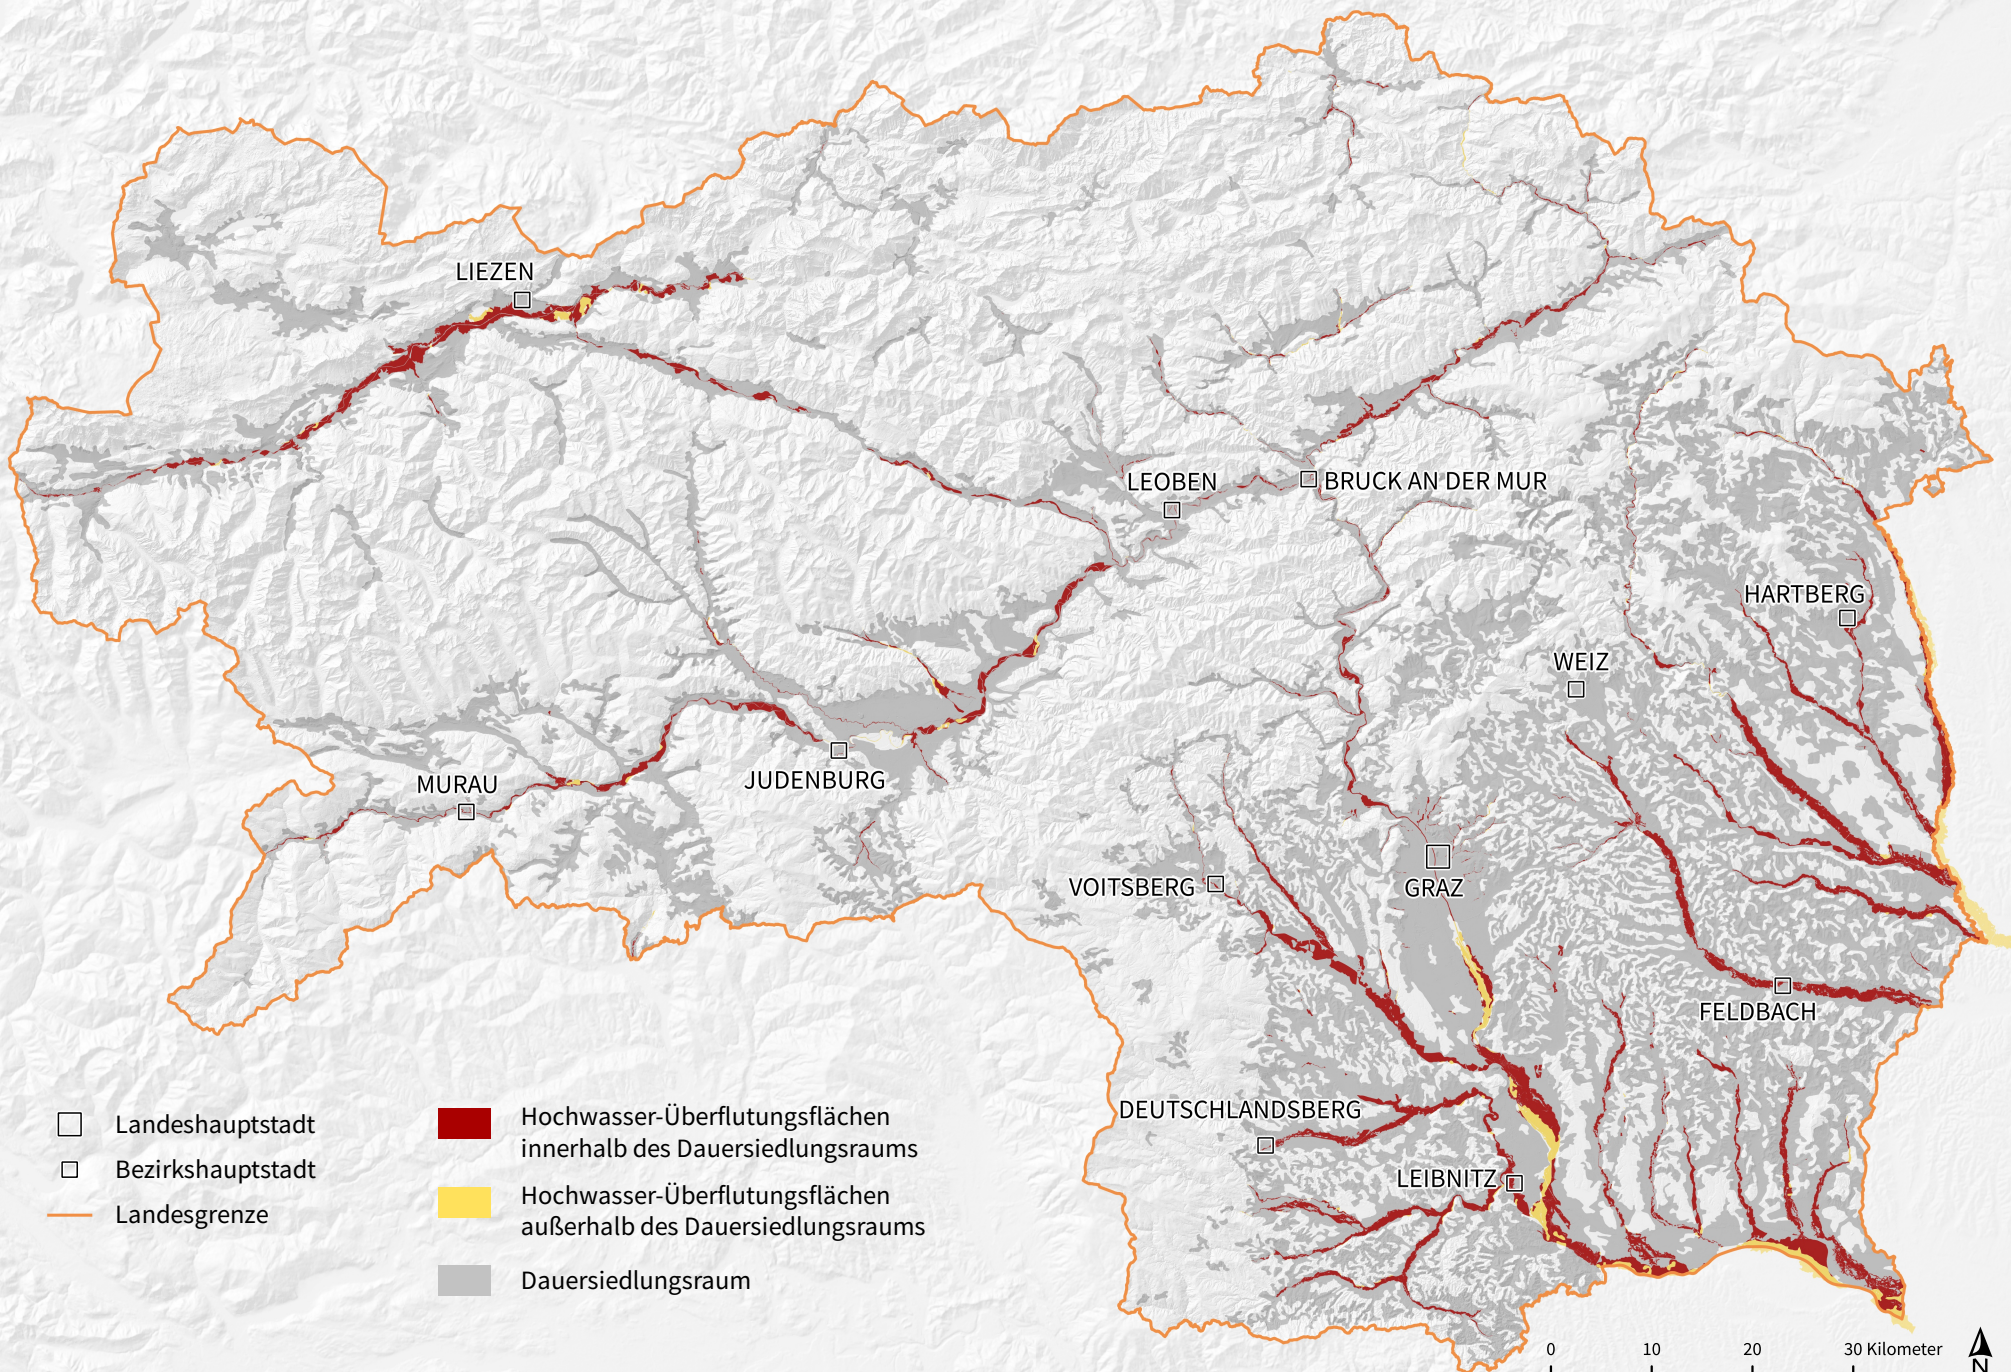 LIEZEN
LEOBEN
BRUCK AN DER MUR
HARTBERG
WEIZ
MURAU
JUDENBURG
VOITSBERG
GRAZ
FELDBACH
DEUTSCHLANDSBERG
LEIBNITZ
Landeshauptstadt
Bezirkshauptstadt
Landesgrenze
Hochwasser-Überflutungsflächen
innerhalb des Dauersiedlungsraums
Hochwasser-Überflutungsflächen
außerhalb des Dauersiedlungsraums
Dauersiedlungsraum
0 10 20 30 Kilometer
N